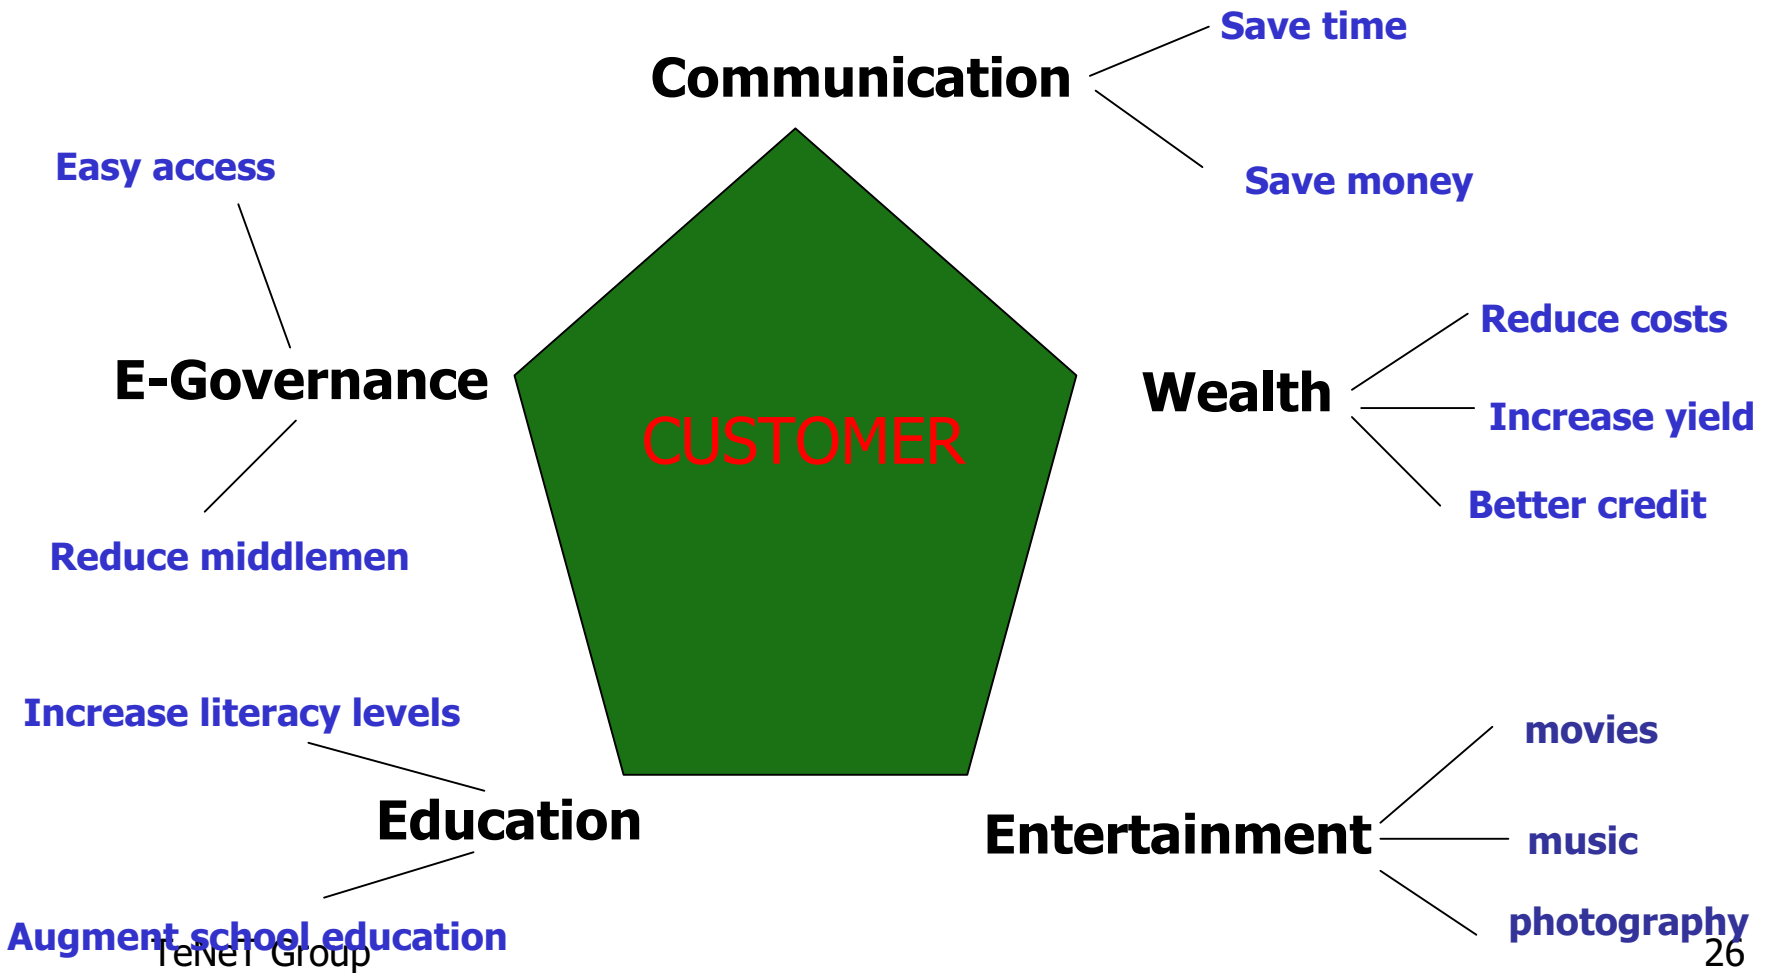 Save time
Communication
Save money
Easy access
Reduce costs
E-Governance
Wealth
Increase yield
CUSTOMER
Better credit
Reduce middlemen
Increase literacy levels
movies
Education
Entertainment
music
photography
Augment school education
TeNeT Group
26